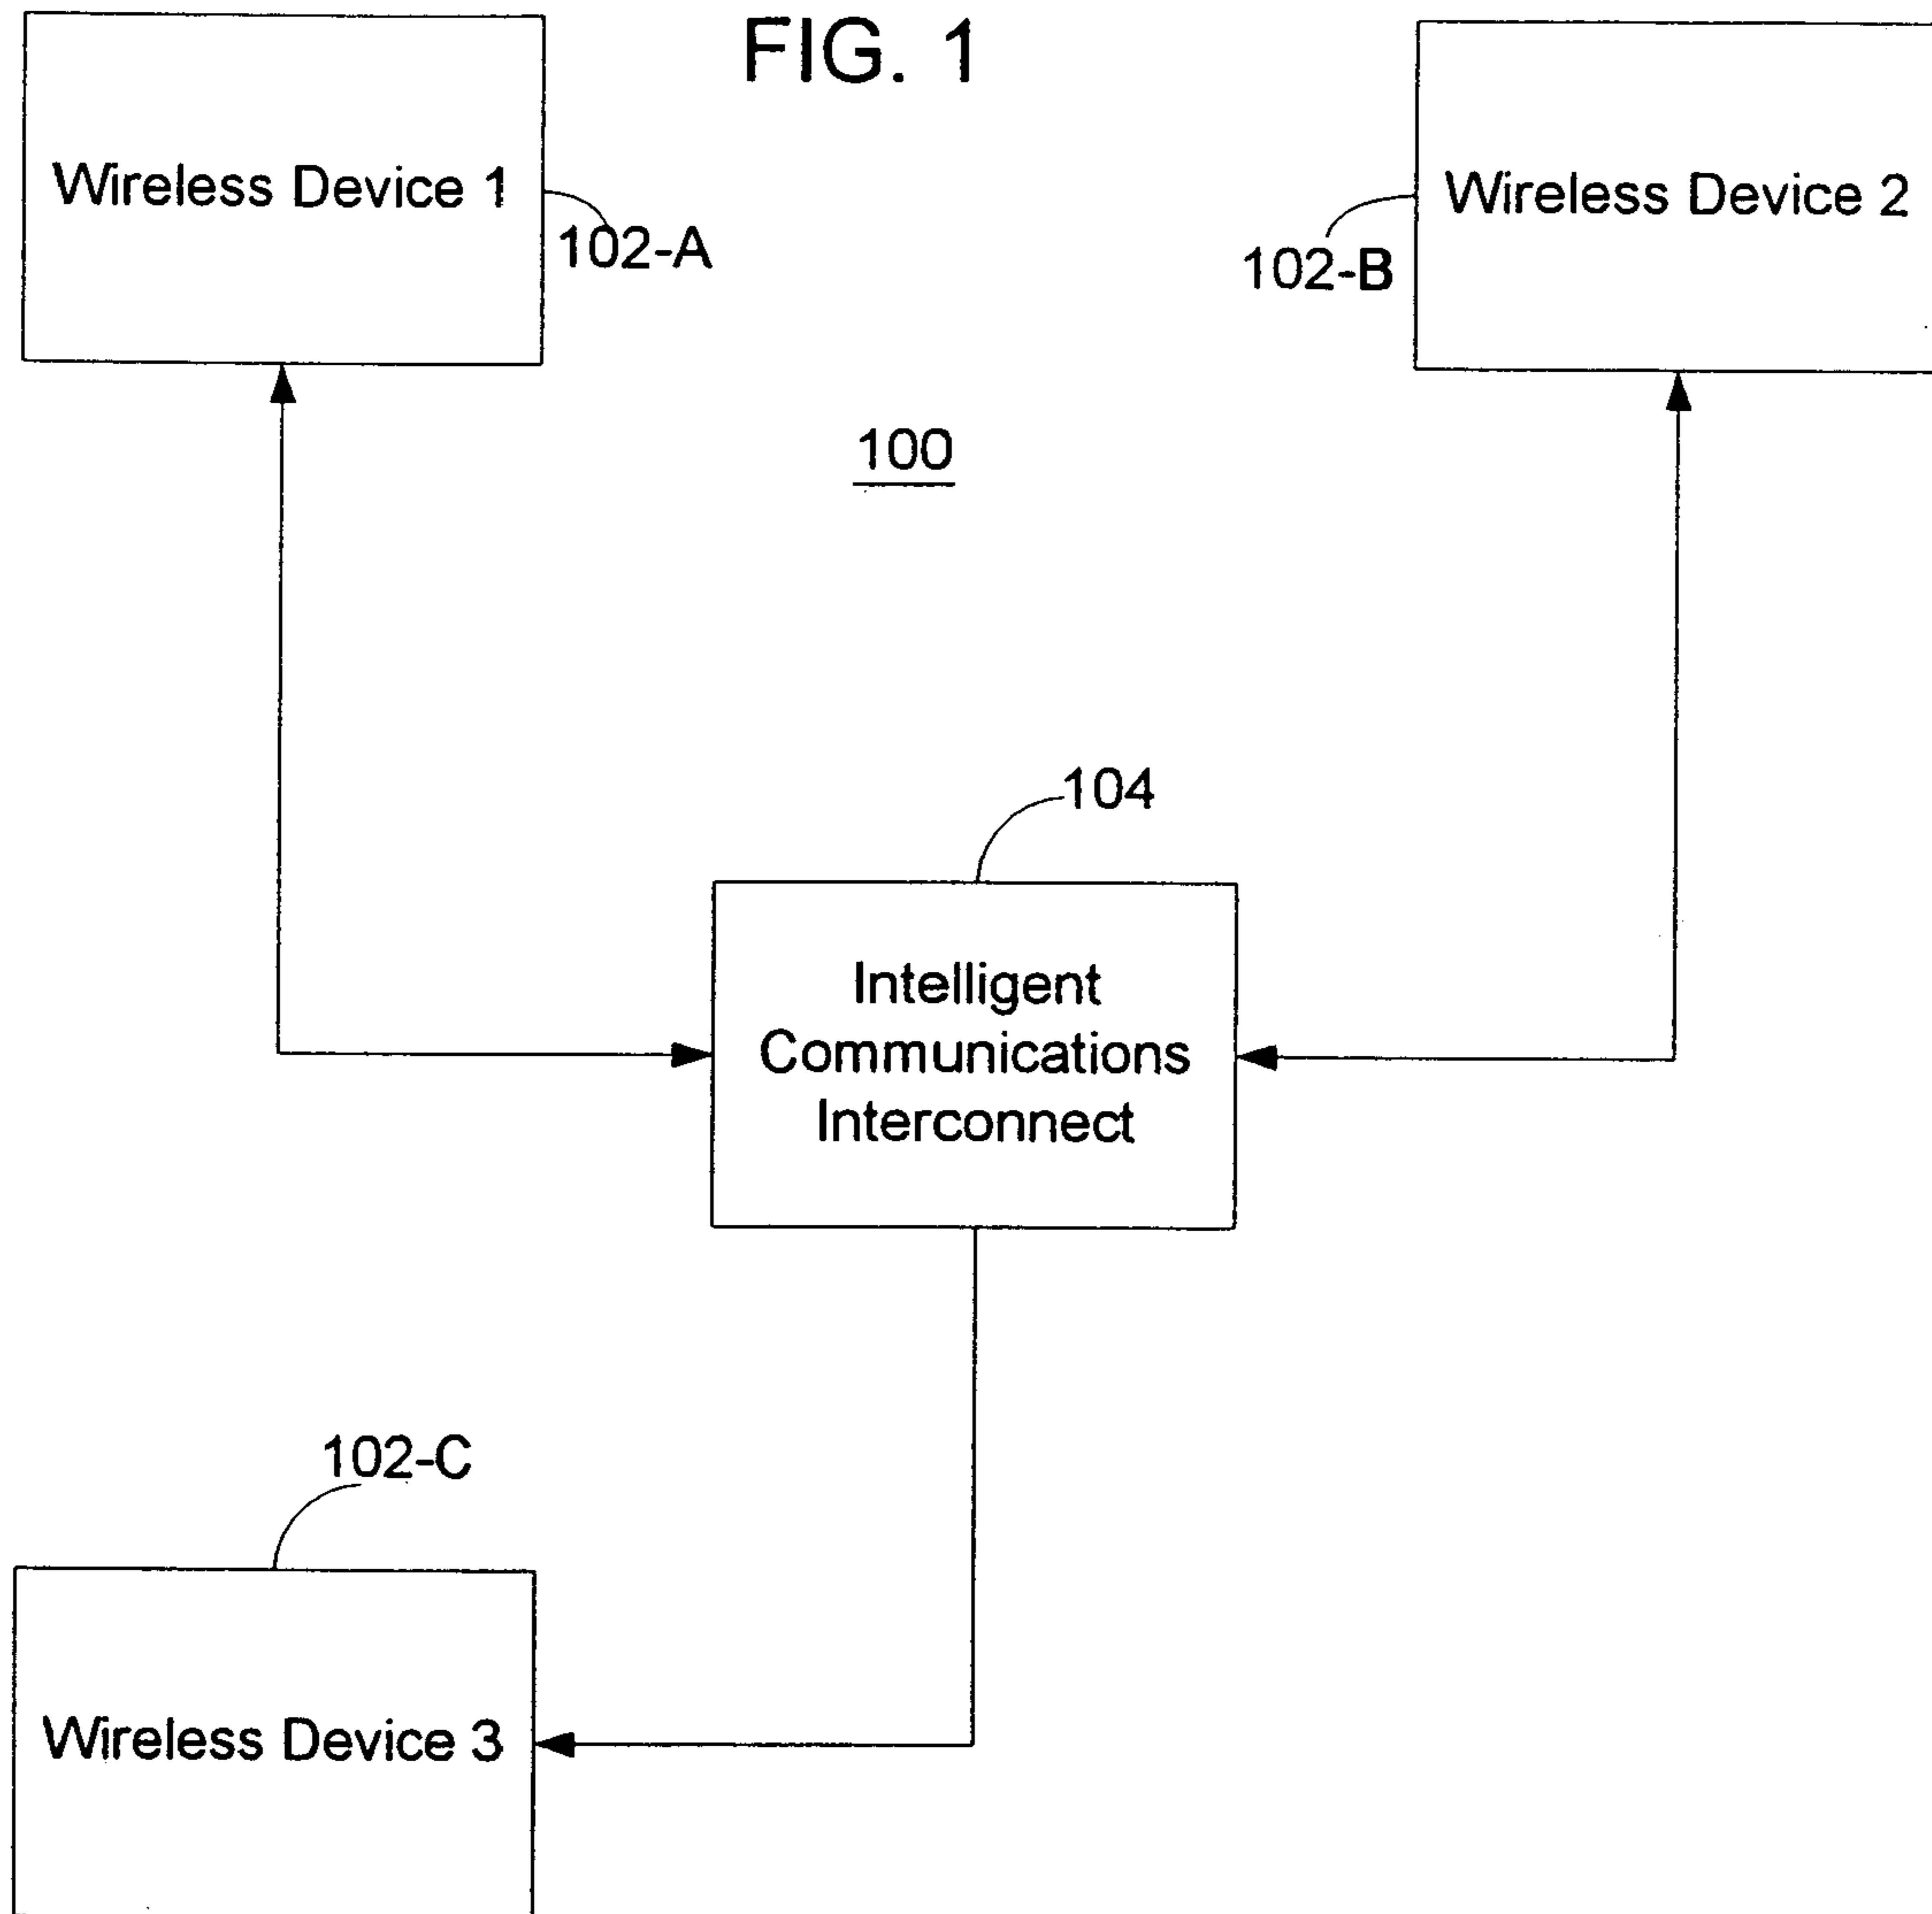 FIG. 1
Wireless Device 1
102-A
Wireless Device 2
102-B
100
104
Intelligent
Communications
Interconnect
102-C
Wireless Device 3